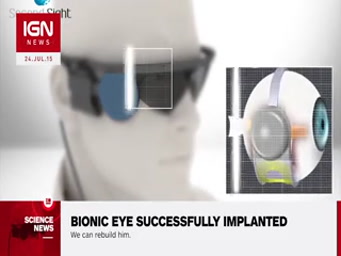 Second Sight
IGN
NEWS
24.JUL.15
SCIENCE
NEWS
BIONIC EYE SUCCESSFULLY IMPLANTED
We can rebuild him.